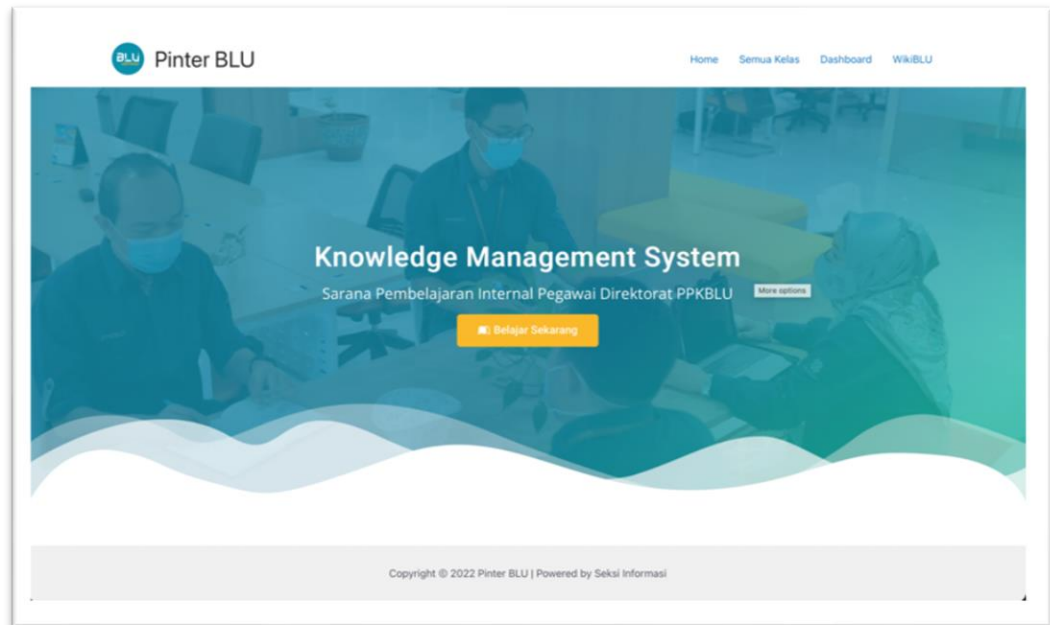 BLU
Pinter BLU
Home Semua Kelas Dashboard WikiBLU
Knowledge Management System
Sarana Pembelajaran Internal Pegawai Direktorat PPKBLU
More options
Belajar Sekarang
Copyright © 2022 Pinter BLU | Powered by Seksi Informasi